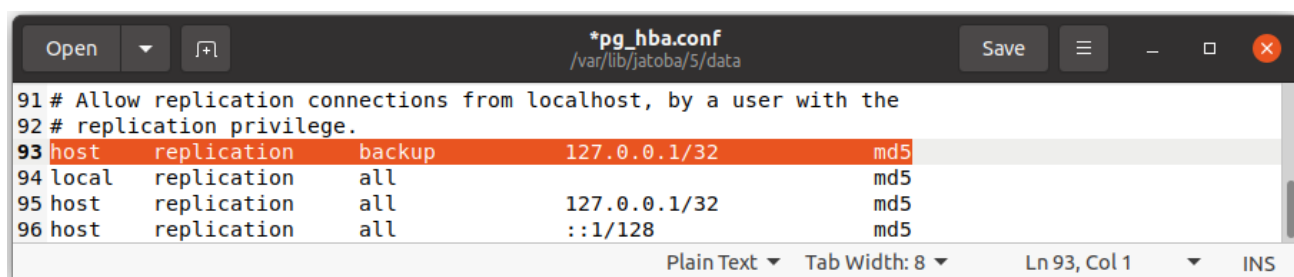 Open
*pg_hba.conf
/var/lib/jatoba/5/data
Save
91 # Allow replication connections from localhost, by a user with the
92 # replication privilege.
93 host replication backup 127.0.0.1/32 md5
94 local replication all md5
95 host replication all 127.0.0.1/32 md5
96 host replication all ::1/128 md5
Plain Text Tab Width: 8 Ln 93, Col 1 INS